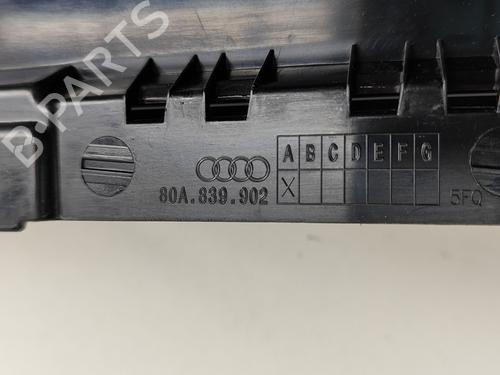 B-PARTS
A B C D E F G
80A.839.902 X
5FQ